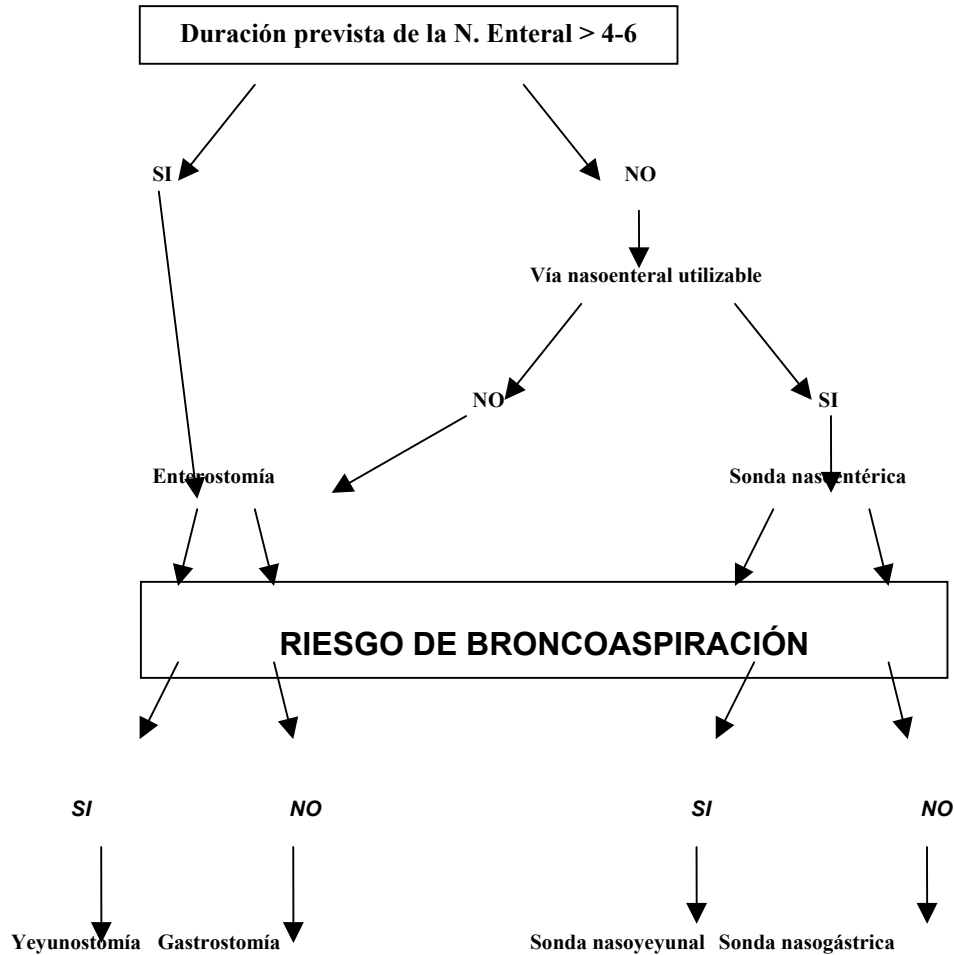 Duración prevista de la N. Enteral > 4-6
SI
NO
Vía nasoenteral utilizable
NO
SI
Enterostomía
Sonda nasoentérica
RIESGO DE BRONCOASPIRACIÓN
SI
NO
SI
NO
Yeyunostomía Gastrostomía
Sonda nasoyeyunal Sonda nasogástrica